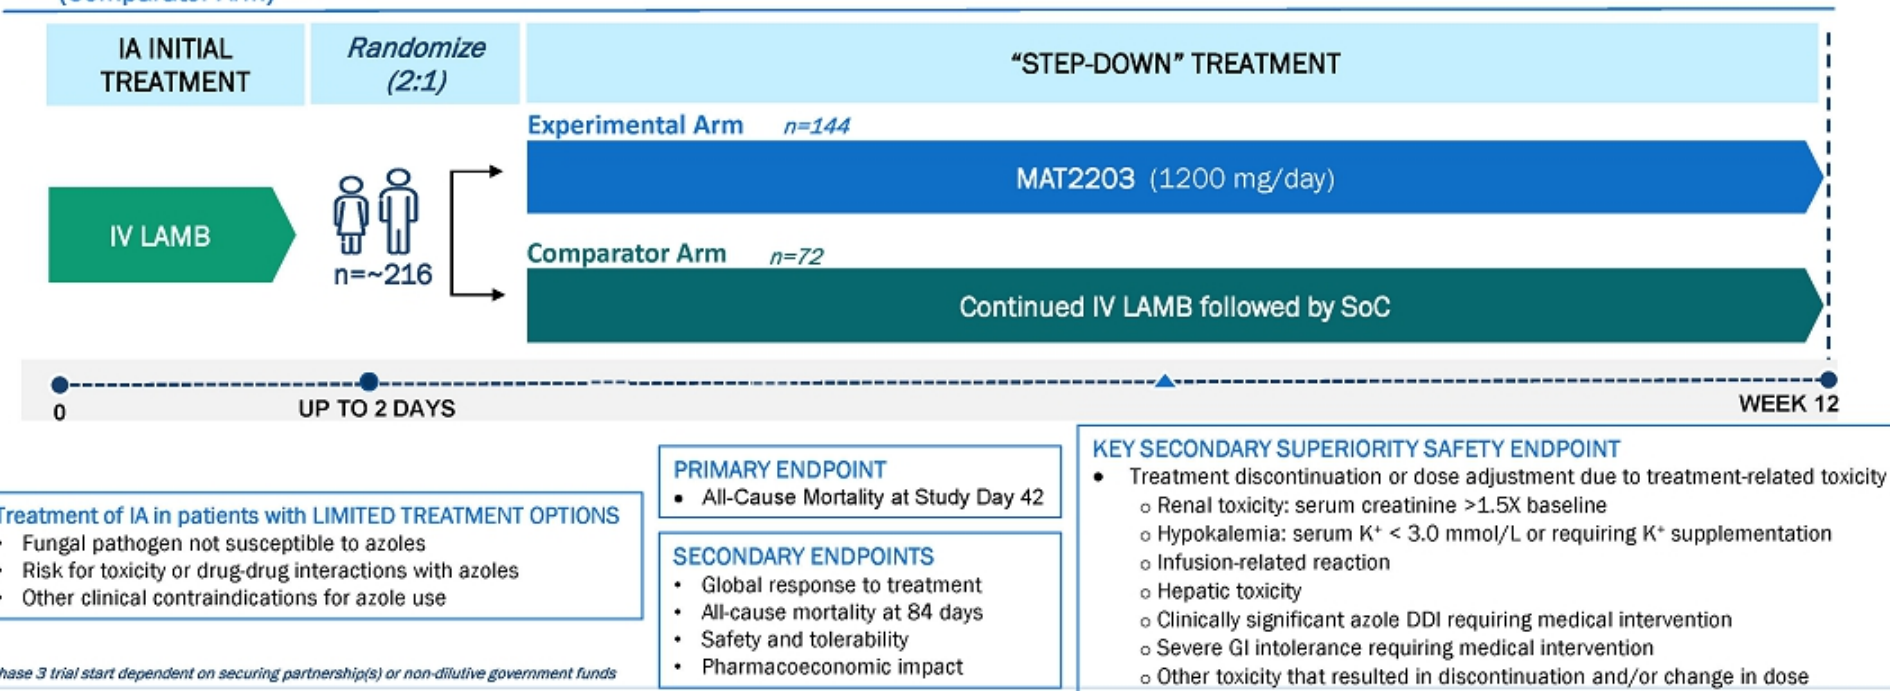 (Comparator Arm)
IA INITIAL
TREATMENT
Randomize
(2:1)
“STEP-DOWN” TREATMENT
Experimental Arm n=144
MAT2203 (1200 mg/day)
IV LAMB
n=~216
Comparator Arm n=72
Continued IV LAMB followed by SoC
0
UP TO 2 DAYS
WEEK 12
Treatment of IA in patients with LIMITED TREATMENT OPTIONS
• Fungal pathogen not susceptible to azoles
• Risk for toxicity or drug-drug interactions with azoles
• Other clinical contraindications for azole use
hase 3 trial start dependent on securing partnership(s) or non-dilutive government funds
PRIMARY ENDPOINT
• All-Cause Mortality at Study Day 42
SECONDARY ENDPOINTS
• Global response to treatment
• All-cause mortality at 84 days
• Safety and tolerability
• Pharmacoeconomic impact
KEY SECONDARY SUPERIORITY SAFETY ENDPOINT
• Treatment discontinuation or dose adjustment due to treatment-related toxicity
o Renal toxicity: serum creatinine >1.5X baseline
o Hypokalemia: serum K⁺ < 3.0 mmol/L or requiring K⁺ supplementation
o Infusion-related reaction
o Hepatic toxicity
o Clinically significant azole DDI requiring medical intervention
o Severe GI intolerance requiring medical intervention
o Other toxicity that resulted in discontinuation and/or change in dose